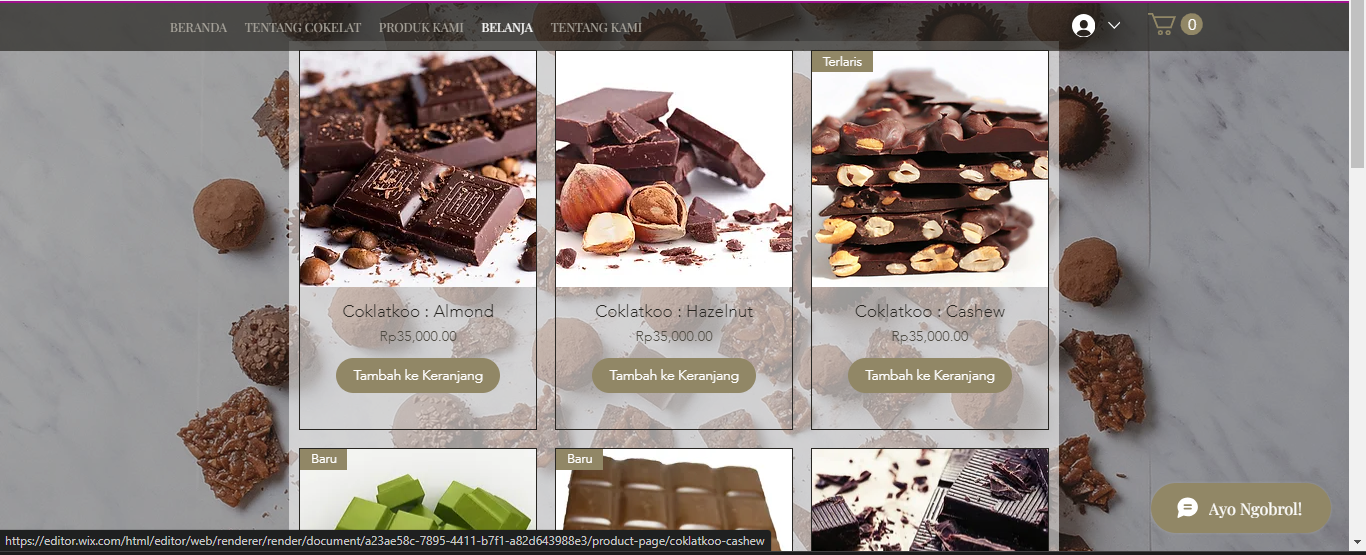 BERANDA TENTANG COKELAT PRODUK KAMI BELANJA TENTANG KAMI
0
Terlaris
Coklatkoo : Almond
Rp35,000.00
Tambah ke Keranjang
Coklatkoo : Hazelnut
Rp35,000.00
Tambah ke Keranjang
Coklatkoo : Cashew
Rp35,000.00
Tambah ke Keranjang
Baru
Baru
Ayo Ngobrol!
https://editor.wix.com/html/editor/web/renderer/render/document/a23ae58c-7895-4411-b7f1-a82d643988e3/product-page/coklatkoo-cashew